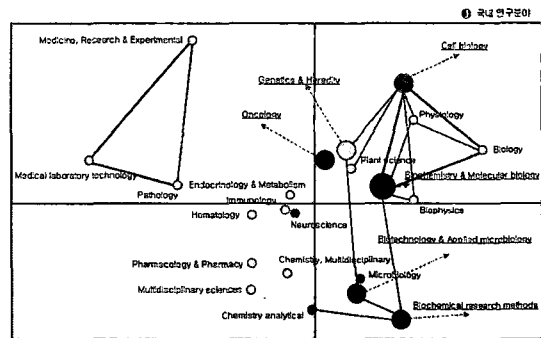 ❶ 국내 연구분야
Medicine, Research & Experimental
Cell biology
Genetics & Heredity
Physiology
Oncology
Biology
Plant science
Medical laboratory technology
Pathology
Biochemistry & Molecular biology
Endocrinology & Metabolism
Immunology
Biophysics
Hematology
Neuroscience
Biotechnology & Applied microbiology
Pharmacology & Pharmacy
Chemistry, Multidisciplinary
Microbiology
Multidisciplinary sciences
Chemistry analytical
Biochemical research methods